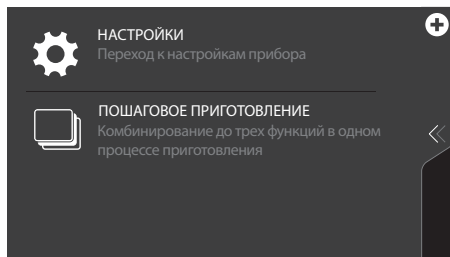 НАСТРОЙКИ
Переход к настройкам прибора
ПОШАГОВОЕ ПРИГОТОВЛЕНИЕ
Комбинирование до трех функций в одном
процессе приготовления